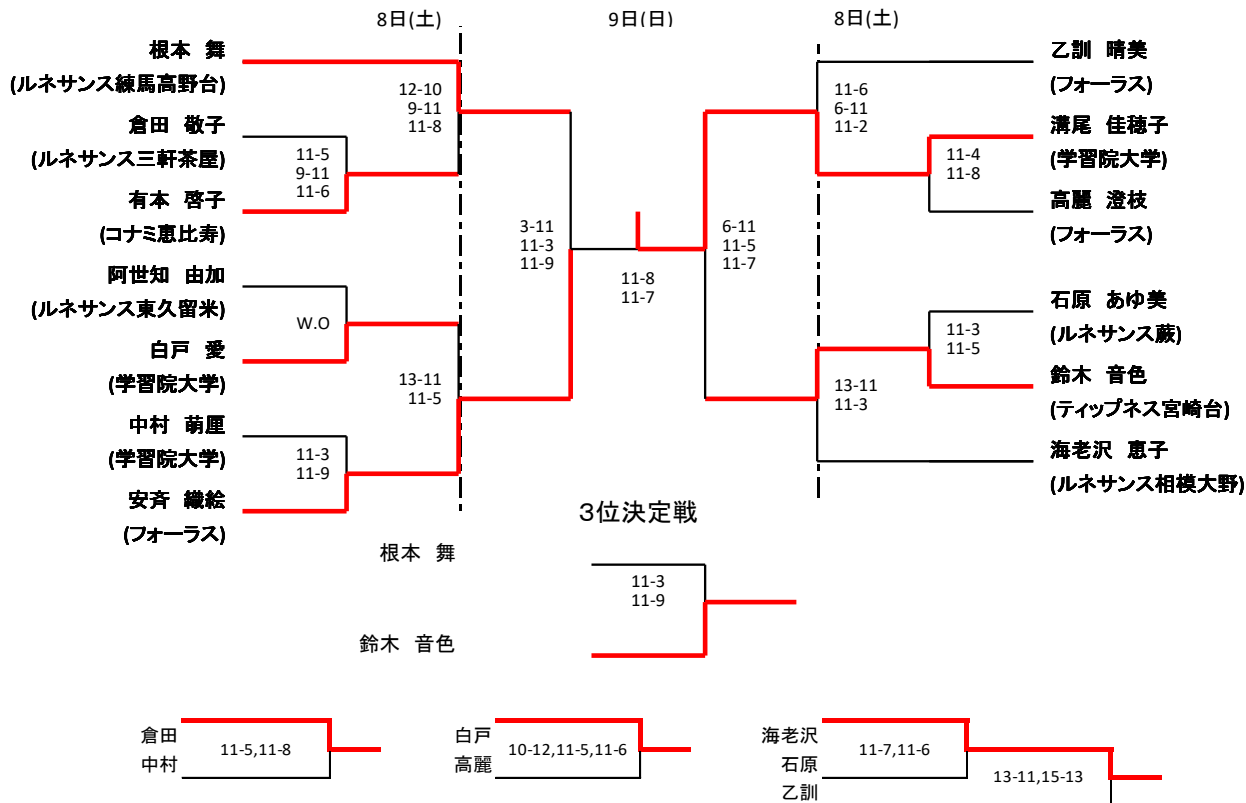 8日(土)
9日(日)
8日(土)
根本 舞
(ルネサンス練馬高野台)
倉田 敬子
(ルネサンス三軒茶屋)
有本 啓子
(コナミ恵比寿)
阿世知 由加
(ルネサンス東久留米)
白戸 愛
(学習院大学)
中村 萌厘
(学習院大学)
安斉 織絵
(フォーラス)
12-10
9-11
11-8
11-5
9-11
11-6
W.O
13-11
11-5
11-3
11-9
3-11
11-3
11-9
11-8
11-7
6-11
11-5
11-7
11-6
6-11
11-2
11-4
11-8
11-3
11-5
13-11
11-3
乙訓 晴美
(フォーラス)
溝尾 佳穂子
(学習院大学)
高麗 澄枝
(フォーラス)
石原 あゆ美
(ルネサンス蕨)
鈴木 音色
(ティップネス宮崎台)
海老沢 恵子
(ルネサンス相模大野)
3位決定戦
根本 舞
11-3
11-9
鈴木 音色
倉田
中村
11-5,11-8
白戸
高麗
10-12,11-5,11-6
海老沢
石原
乙訓
11-7,11-6
13-11,15-13